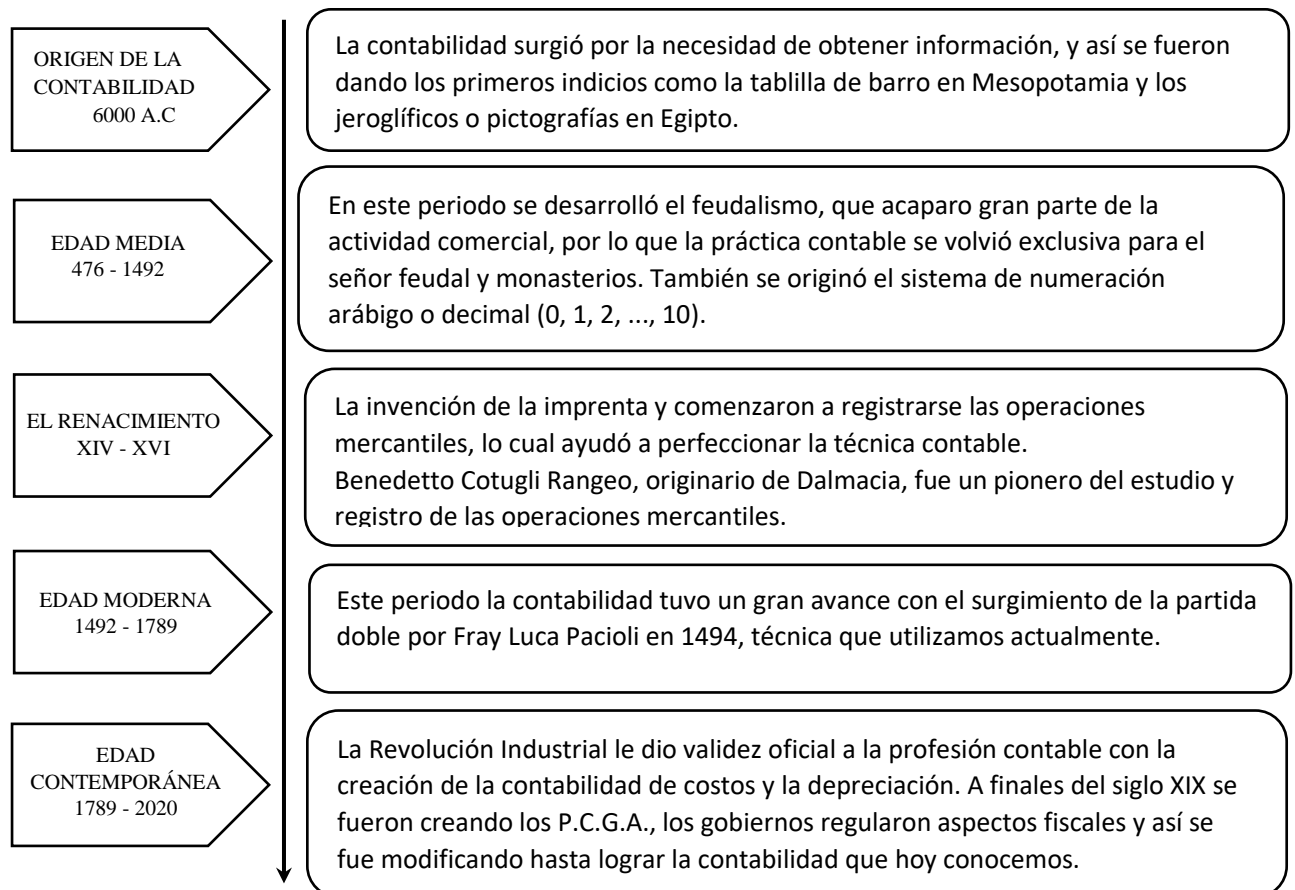 ORIGEN DE LA
CONTABILIDAD
6000 A.C
La contabilidad surgió por la necesidad de obtener información, y así se fueron
dando los primeros indicios como la tablilla de barro en Mesopotamia y los
jeroglíficos o pictografías en Egipto.
EDAD MEDIA
476 - 1492
En este periodo se desarrolló el feudalismo, que acaparo gran parte de la
actividad comercial, por lo que la práctica contable se volvió exclusiva para el
señor feudal y monasterios. También se originó el sistema de numeración
arábigo o decimal (0, 1, 2, ..., 10).
EL RENACIMIENTO
XIV - XVI
La invención de la imprenta y comenzaron a registrarse las operaciones
mercantiles, lo cual ayudó a perfeccionar la técnica contable.
Benedetto Cotugli Rangeo, originario de Dalmacia, fue un pionero del estudio y
registro de las operaciones mercantiles.
EDAD MODERNA
1492 - 1789
Este periodo la contabilidad tuvo un gran avance con el surgimiento de la partida
doble por Fray Luca Pacioli en 1494, técnica que utilizamos actualmente.
EDAD
CONTEMPORÁNEA
1789 - 2020
La Revolución Industrial le dio validez oficial a la profesión contable con la
creación de la contabilidad de costos y la depreciación. A finales del siglo XIX se
fueron creando los P.C.G.A., los gobiernos regularon aspectos fiscales y así se
fue modificando hasta lograr la contabilidad que hoy conocemos.